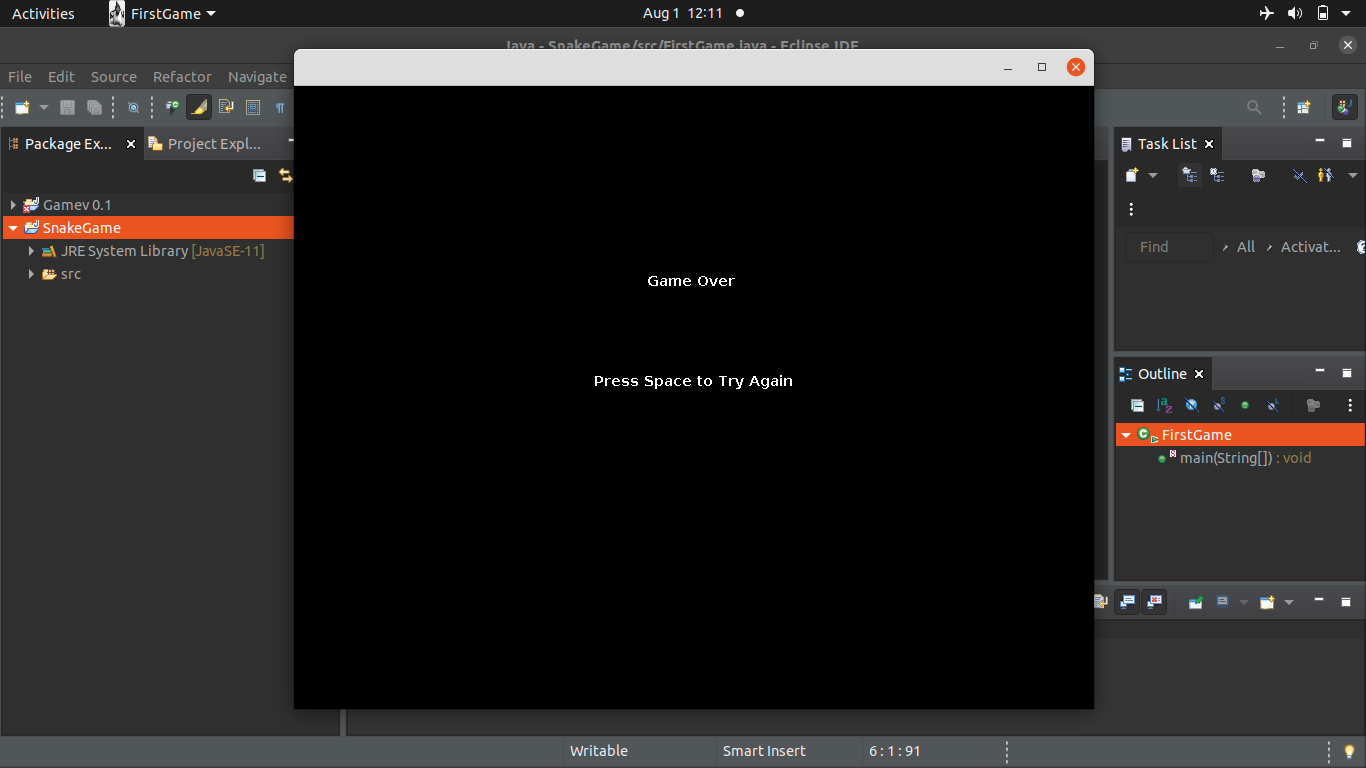 Activities
FirstGame
Aug 1 12:11
Java - SnakeGame/src/FirstGame.java - Eclipse IDE
File Edit Source Refactor Navigate
Package Ex...
Project Expl...
Gamev 0.1
SnakeGame
JRE System Library [JavaSE-11]
src
Game Over
Press Space to Try Again
Task List
Find
All
Activat...
Outline
FirstGame
main(String[]) : void
Writable
Smart Insert
6 : 1 : 91